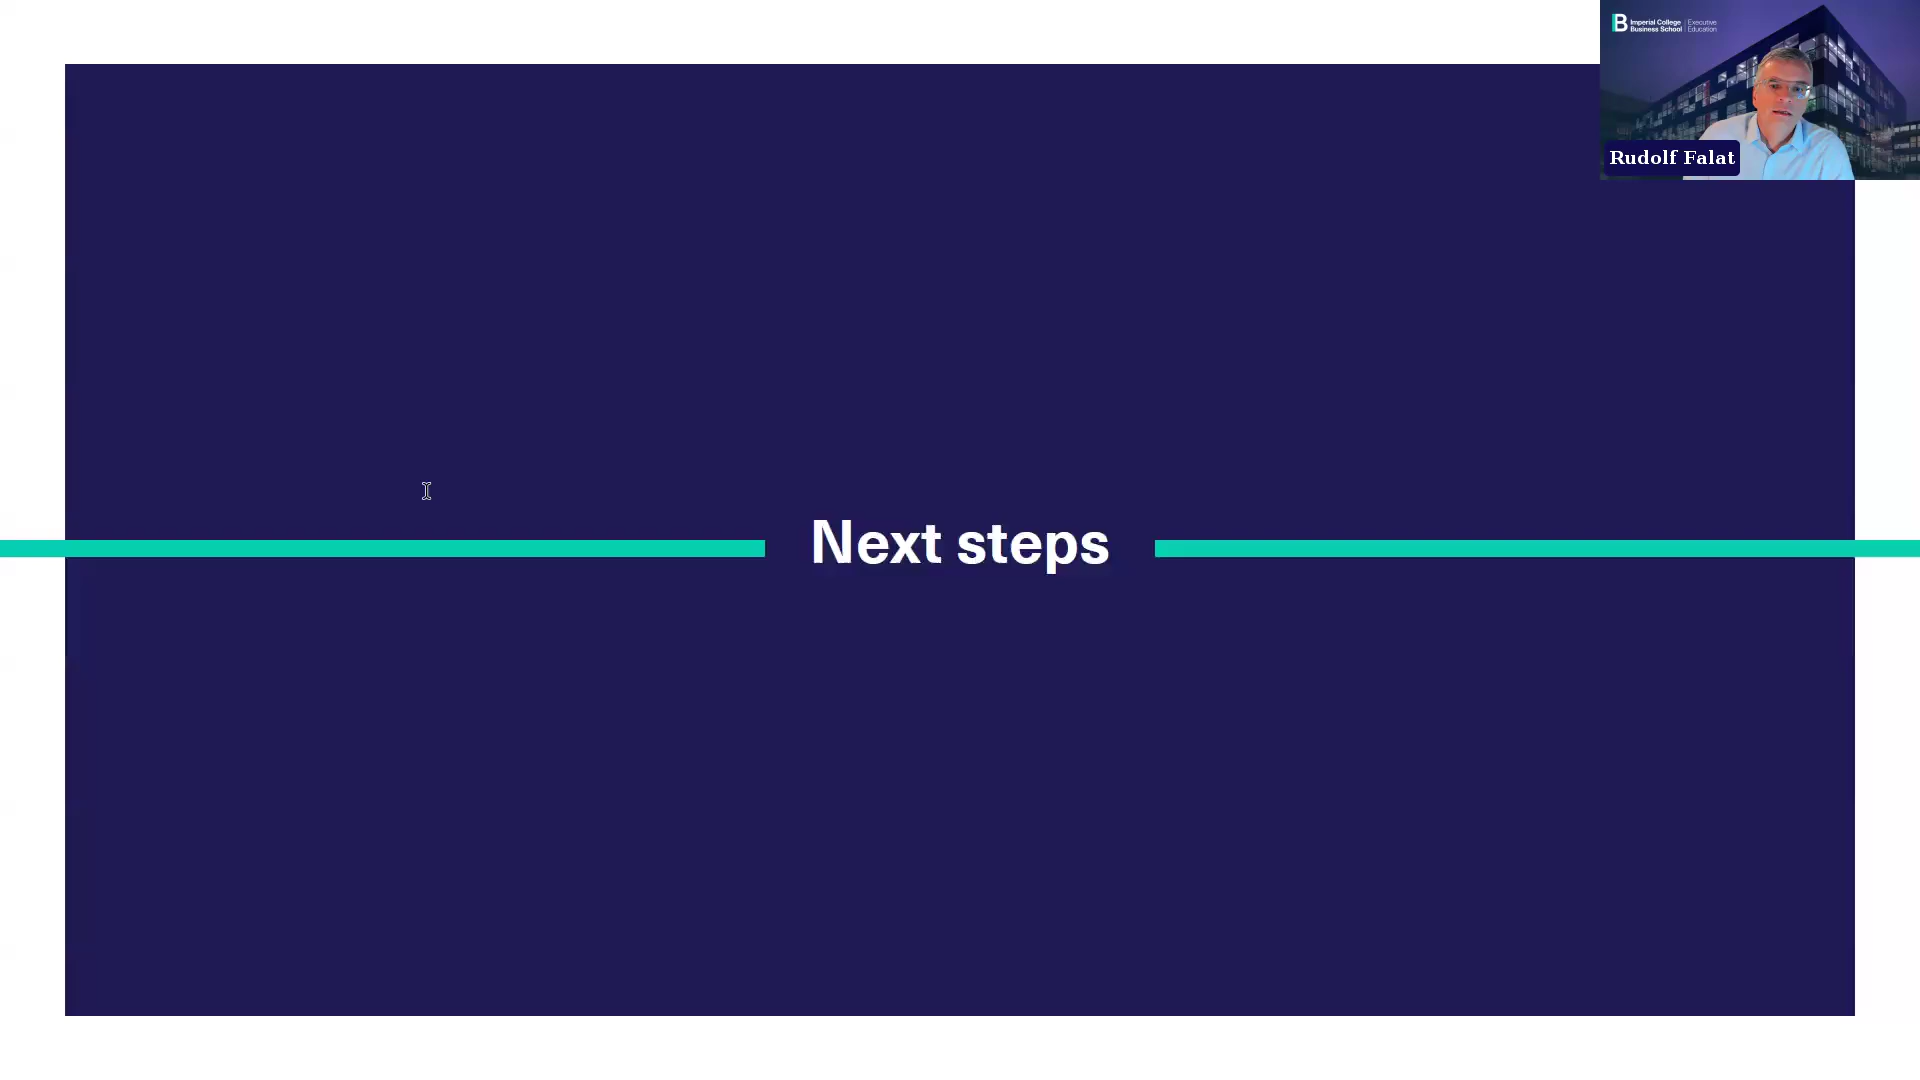 Imperial College
Business School
Executive
Education
Rudolf Falat
Next steps